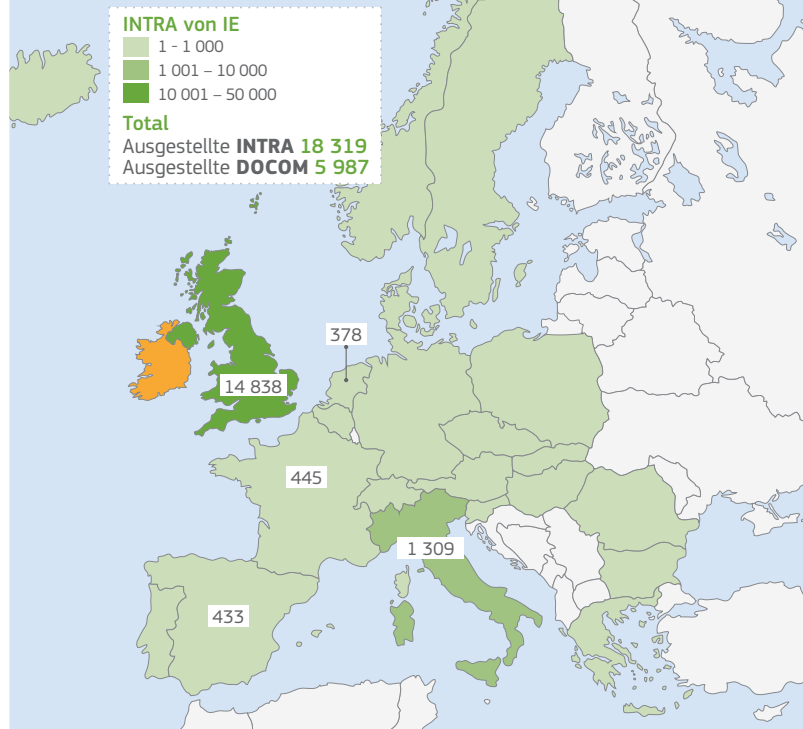 INTRA von IE
1 - 1 000
1 001 – 10 000
10 001 – 50 000
Total
Ausgestellte INTRA 18 319
Ausgestellte DOCOM 5 987
378
14 838
445
1 309
433